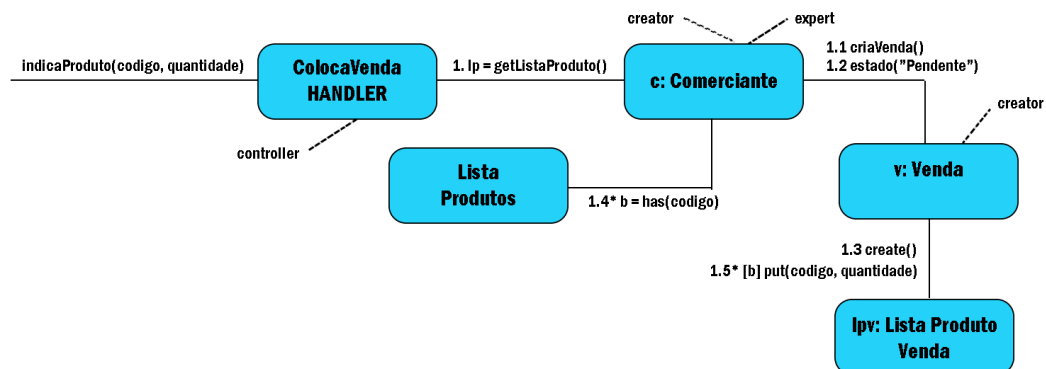 creator
expert
indicaProduto(codigo, quantidade)
ColocaVenda
HANDLER
1. lp = getListaProduto()
c: Comerciante
1.1 criaVenda()
1.2 estado("Pendente")
controller
creator
Lista
Produtos
1.4* b = has(codigo)
v: Venda
1.3 create()
1.5* [b] put(codigo, quantidade)
lpv: Lista Produto
Venda